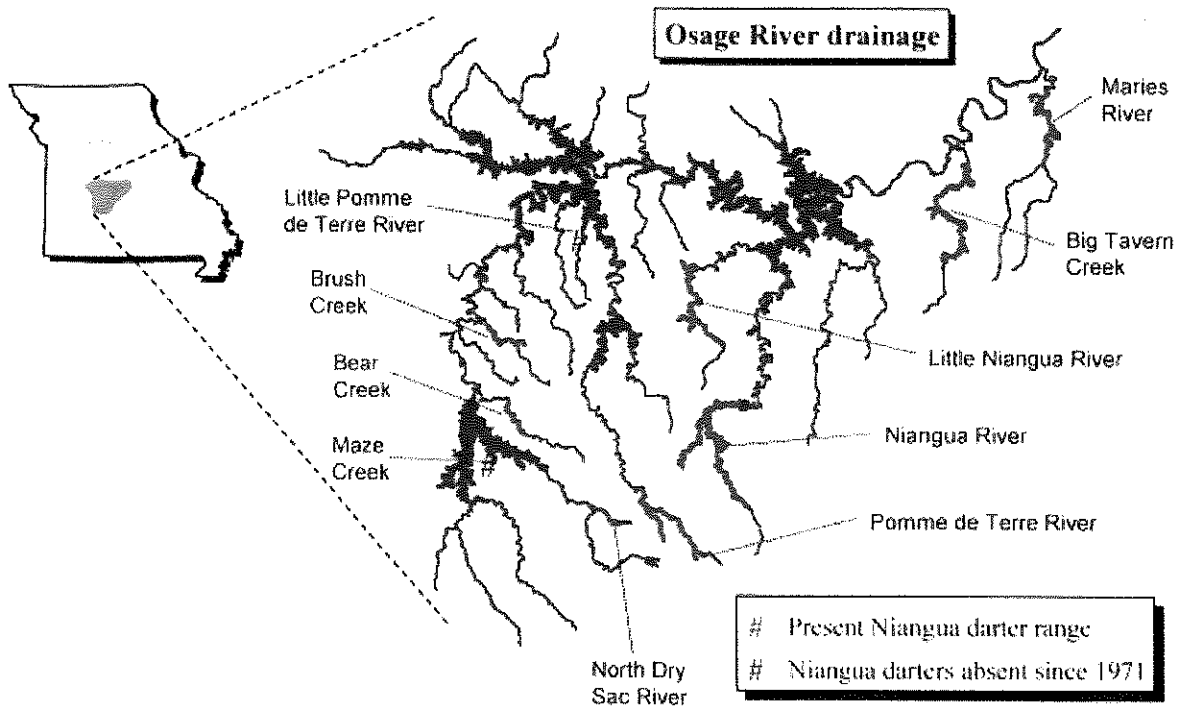 Osage River drainage
Maries
River
Little Pomme
de Terre River
Big Tavern
Creek
Brush
Creek
Little Niangua River
Bear
Creek
Niangua River
Maze
Creek
#
#
Pomme de Terre River
North Dry
Sac River
# Present Niangua darter range
# Niangua darters absent since 1971